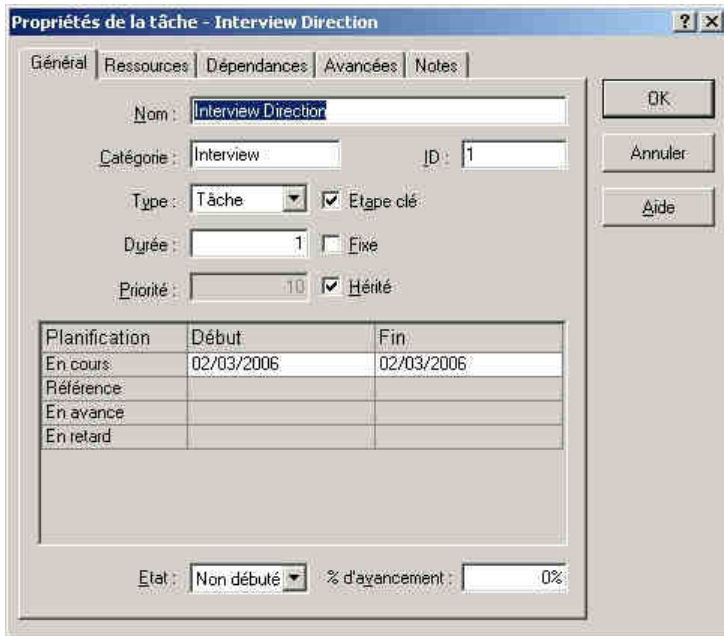 Propriétés de la tâche - Interview Direction
Général Ressources Dépendances Avancées Notes
Nom : Interview Direction
OK
Catégorie : Interview ID : 1
Annuler
Type : Tâche Etape clé
Aide
Durée : 1 Fixe
Priorité : 10 Hérité
Planification Début Fin
En cours 02/03/2006 02/03/2006
Référence
En avance
En retard
Etat : Non débuté % d'avancement : 0%